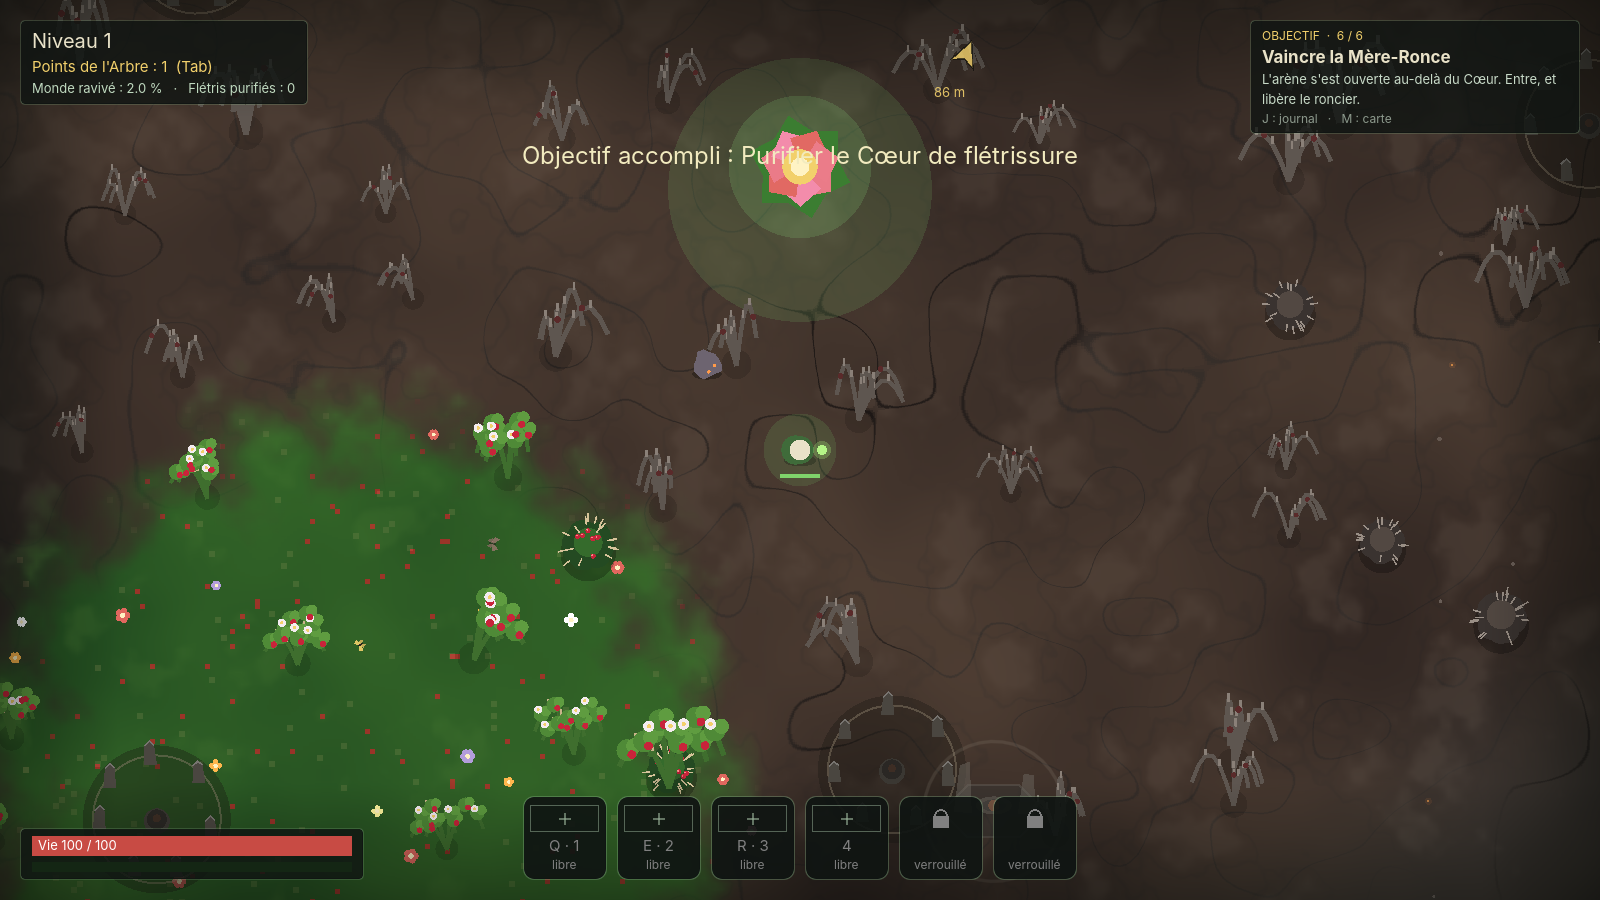 Niveau 1
Points de l'Arbre : 1 (Tab)
Monde ravivé : 2.0 % · Flétris purifiés : 0
OBJECTIF · 6 / 6
Vaincre la Mère-Ronce
L'arène s'est ouverte au-delà du Cœur. Entre, et
libère le roncier.
J : journal · M : carte
86 m
Objectif accompli : Purifier le Cœur de flétrissure
Vie 100 / 100
Q · 1
libre
E · 2
libre
R · 3
libre
4
libre
verrouillé
verrouillé